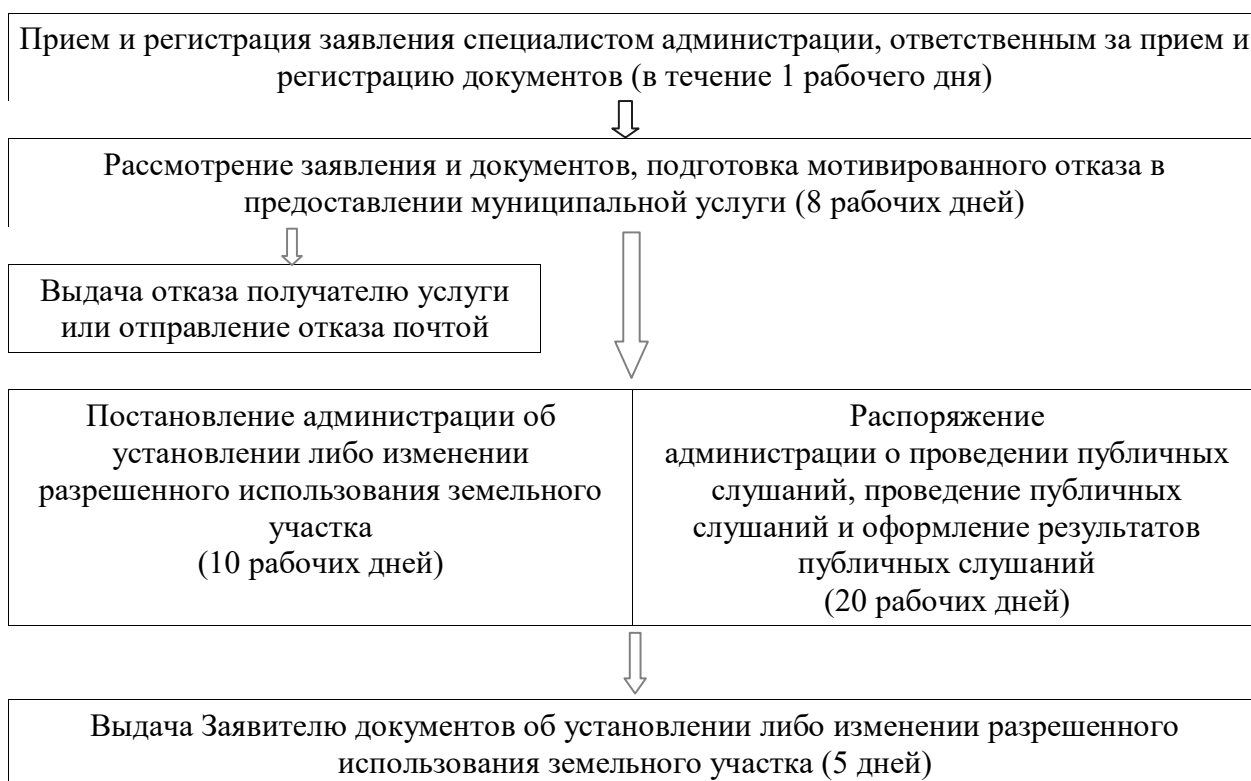 Прием и регистрация заявления специалистом администрации, ответственным за прием и
регистрацию документов (в течение 1 рабочего дня)
Рассмотрение заявления и документов, подготовка мотивированного отказа в
предоставлении муниципальной услуги (8 рабочих дней)
Выдача отказа получателю услуги
или отправление отказа почтой
Постановление администрации об
установлении либо изменении
разрешенного использования земельного
участка
(10 рабочих дней)
Распоряжение
администрации о проведении публичных
слушаний, проведение публичных
слушаний и оформление результатов
публичных слушаний
(20 рабочих дней)
Выдача Заявителю документов об установлении либо изменении разрешенного
использования земельного участка (5 дней)